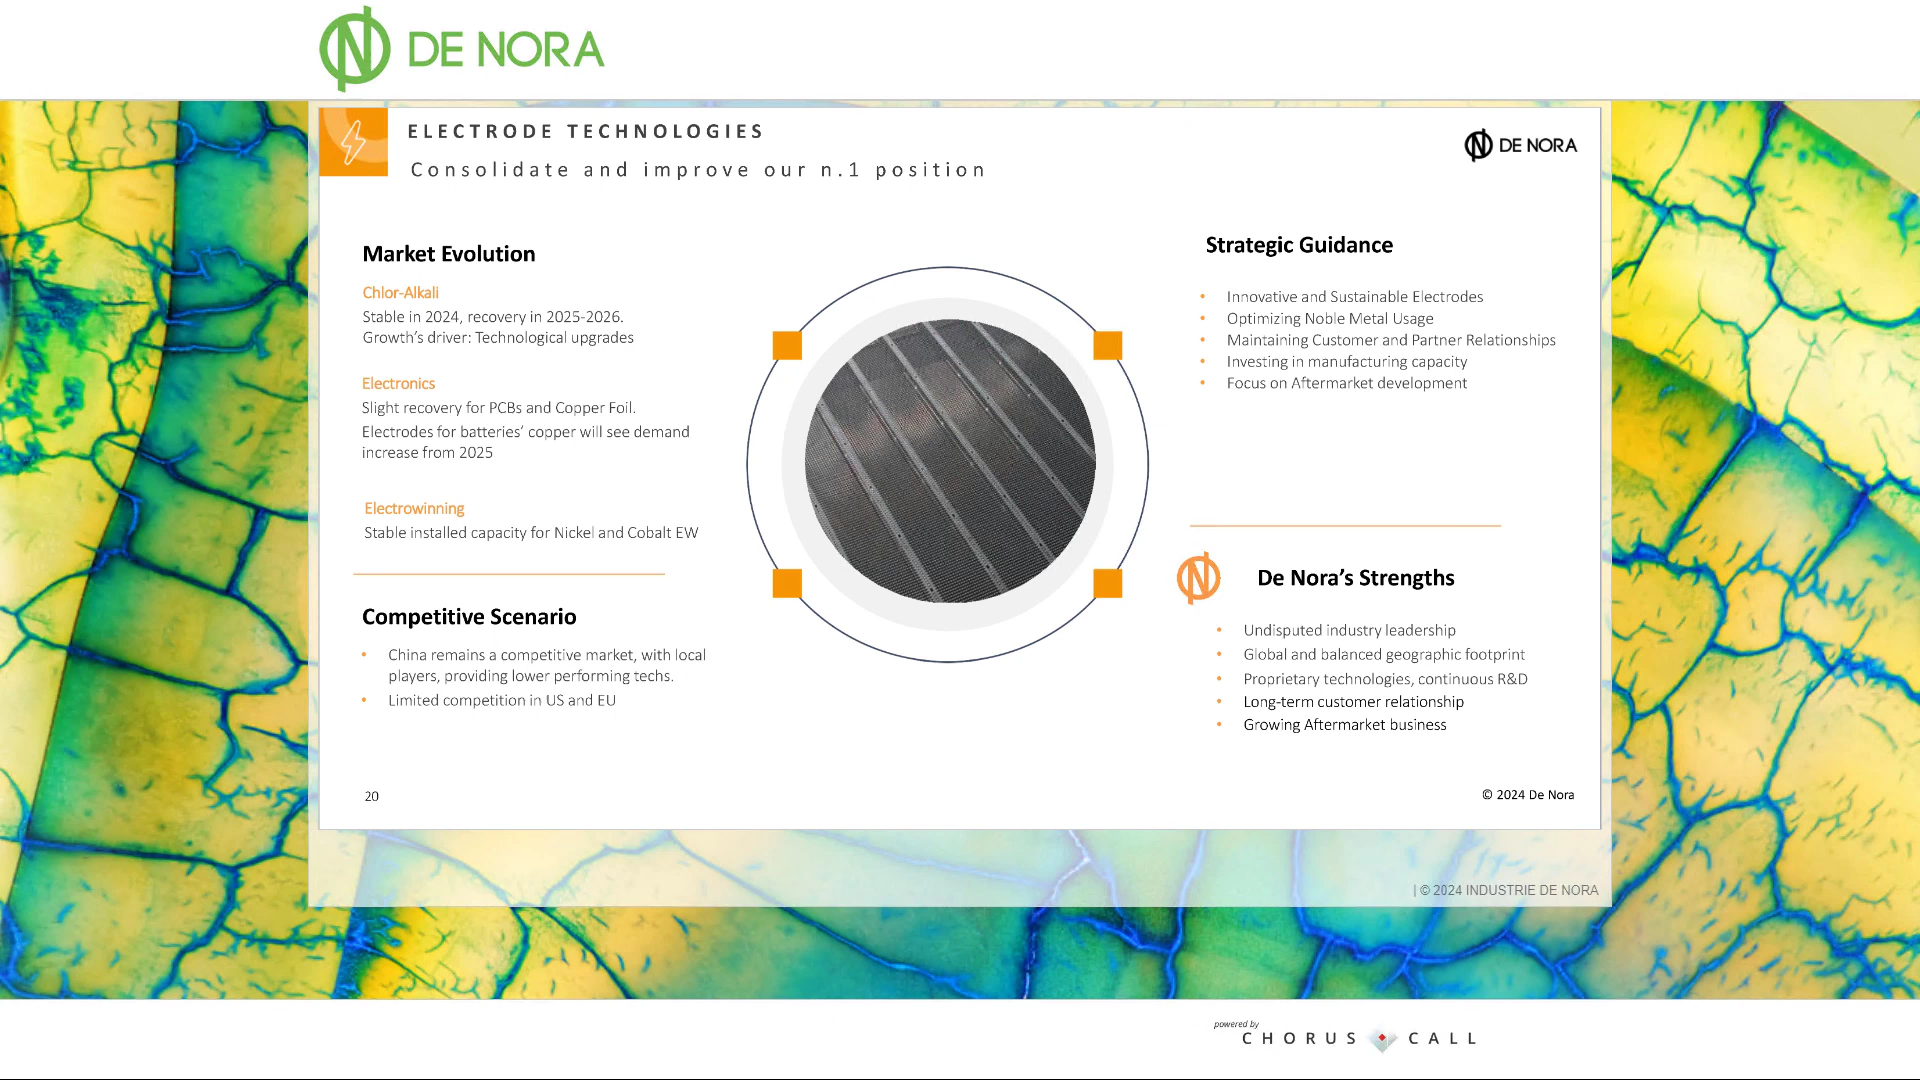 DE NORA
ELECTRODE TECHNOLOGIES
Consolidate and improve our n.1 position
DE NORA
Market Evolution
Chlor-Alkali
Stable in 2024, recovery in 2025-2026.
Growth's driver: Technological upgrades
Electronics
Slight recovery for PCBs and Copper Foil.
Electrodes for batteries' copper will see demand
increase from 2025
Electrowinning
Stable installed capacity for Nickel and Cobalt EW
Competitive Scenario
• China remains a competitive market, with local
players, providing lower performing techs.
• Limited competition in US and EU
Strategic Guidance
• Innovative and Sustainable Electrodes
• Optimizing Noble Metal Usage
• Maintaining Customer and Partner Relationships
• Investing in manufacturing capacity
• Focus on Aftermarket development
De Nora's Strengths
• Undisputed industry leadership
• Global and balanced geographic footprint
• Proprietary technologies, continuous R&D
• Long-term customer relationship
• Growing Aftermarket business
20
© 2024 De Nora
| © 2024 INDUSTRIE DE NORA
powered by
CHORUS CALL